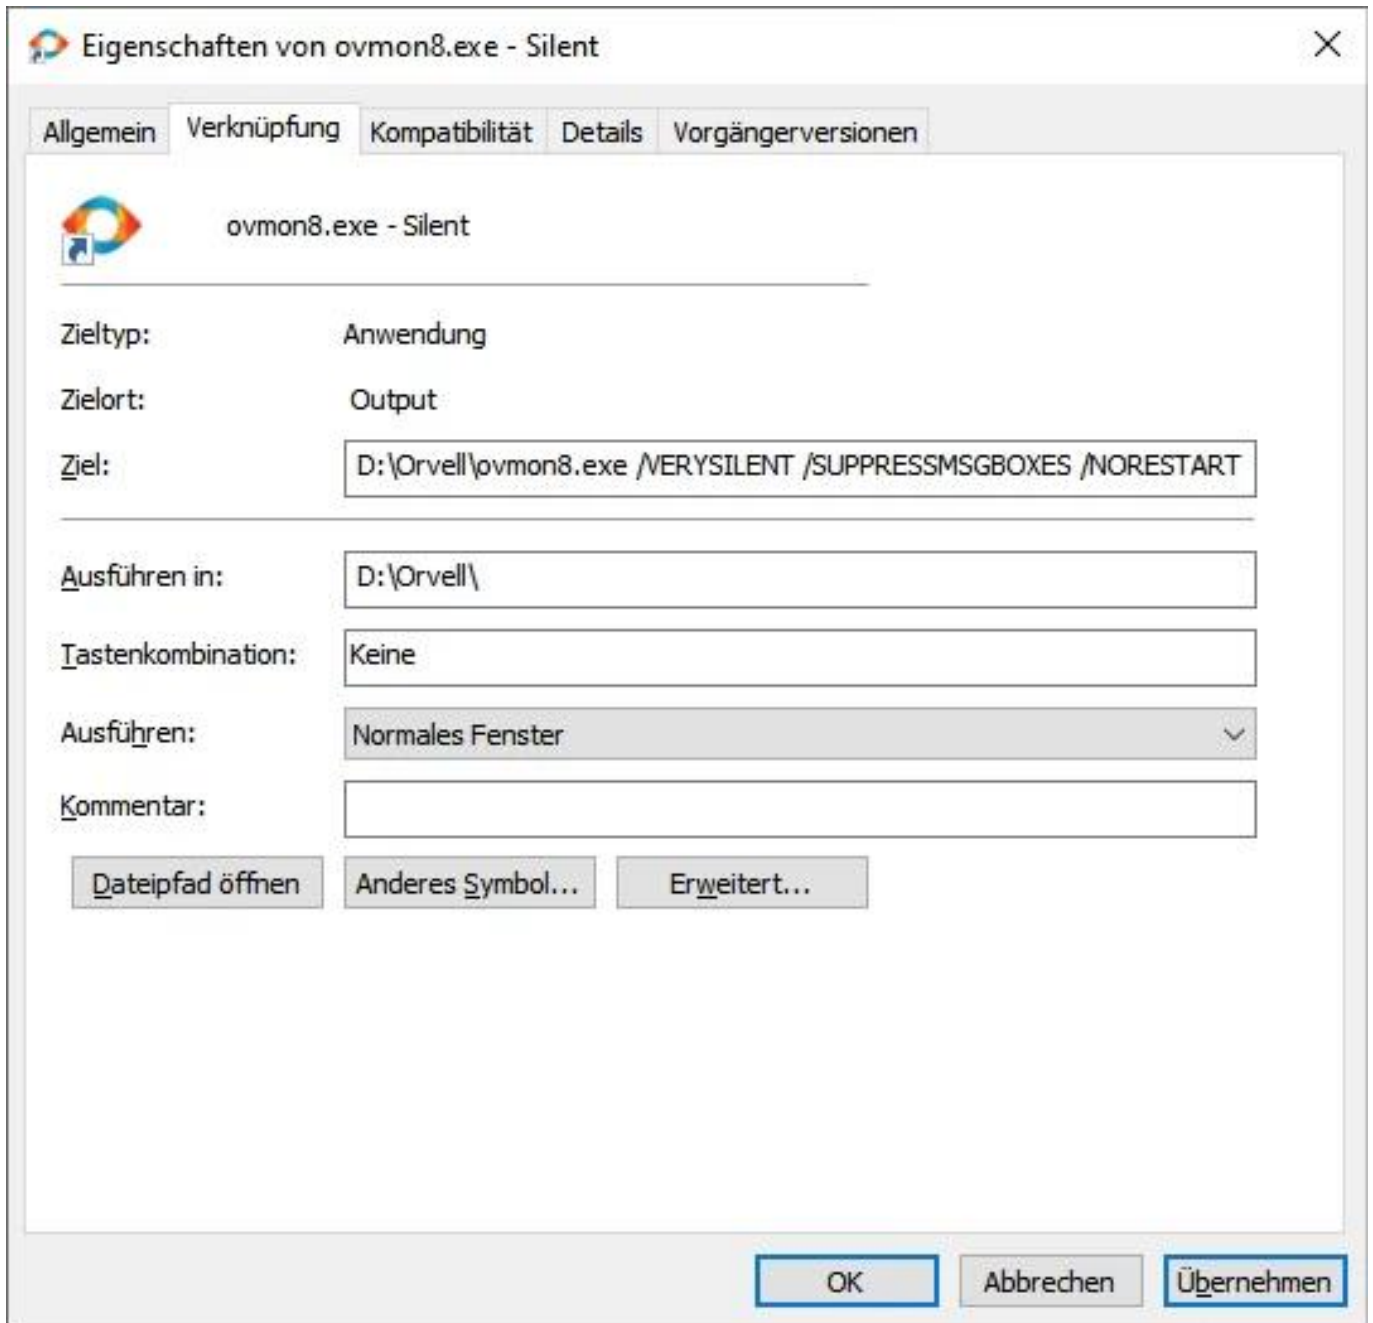 Eigenschaften von ovmon8.exe - Silent
Allgemein Verknüpfung Kompatibilität Details Vorgängerversionen
ovmon8.exe - Silent
Zieltyp: Anwendung
Zielort: Output
Ziel: D:\Orvell\ovmon8.exe /VERYSILENT /SUPPRESSMSGBOXES /NORESTART
Ausführen in: D:\Orvell\
Tastenkombination: Keine
Ausführen: Normales Fenster
Kommentar:
Dateipfad öffnen Anderes Symbol... Erweitert...
OK Abbrechen Übernehmen